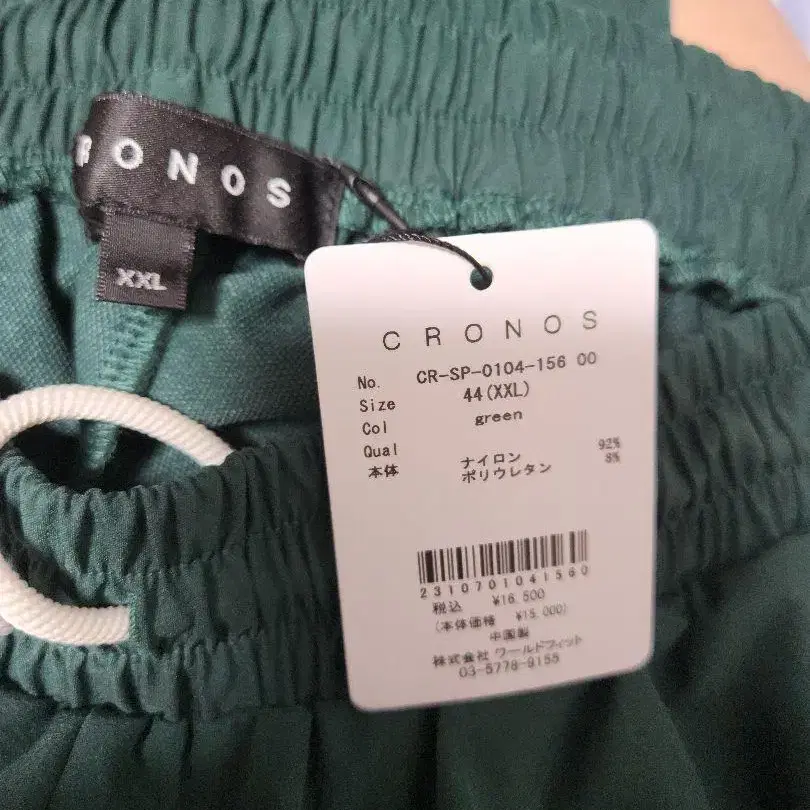 RONOS
XXL
CRONOS
No. CR-SP-0104-156 00
Size 44(XXL)
Col green
Qual
本体 ナイロン 92%
ポリウレタン 8%
2310701041560
税込 ¥16,500
(本体価格 ¥15,000)
中国製
株式会社 ワールドフィット
03-5778-9155